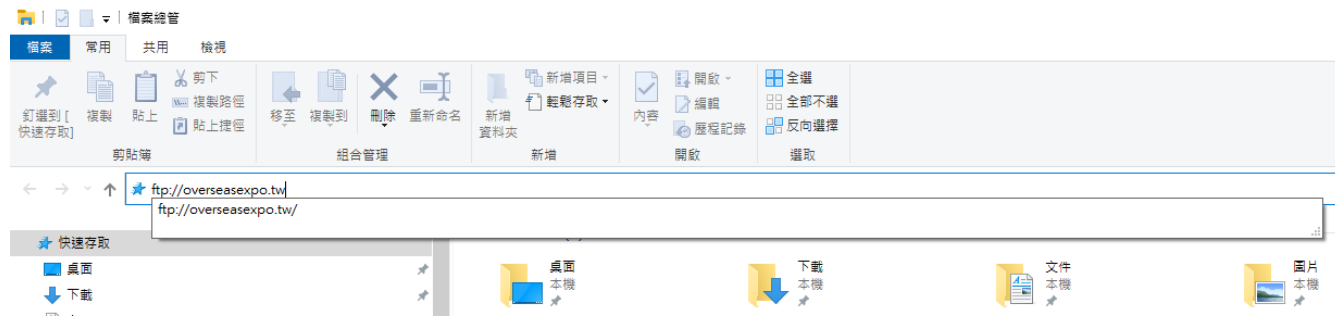 檔案總管
檔案 常用 共用 檢視
釘選到 [
快速存取]
複製
貼上
剪下
複製路徑
貼上捷徑
移至
複製到
刪除
重新命名
新增
資料夾
新增項目
輕鬆存取
內容
開啟
編輯
歷程記錄
全選
全部不選
反向選擇
剪貼簿
組合管理
新增
開啟
選取
ftp://overseasexpo.tw
ftp://overseasexpo.tw/
快速存取
桌面
下載
桌面
本機
下載
本機
文件
本機
圖片
本機